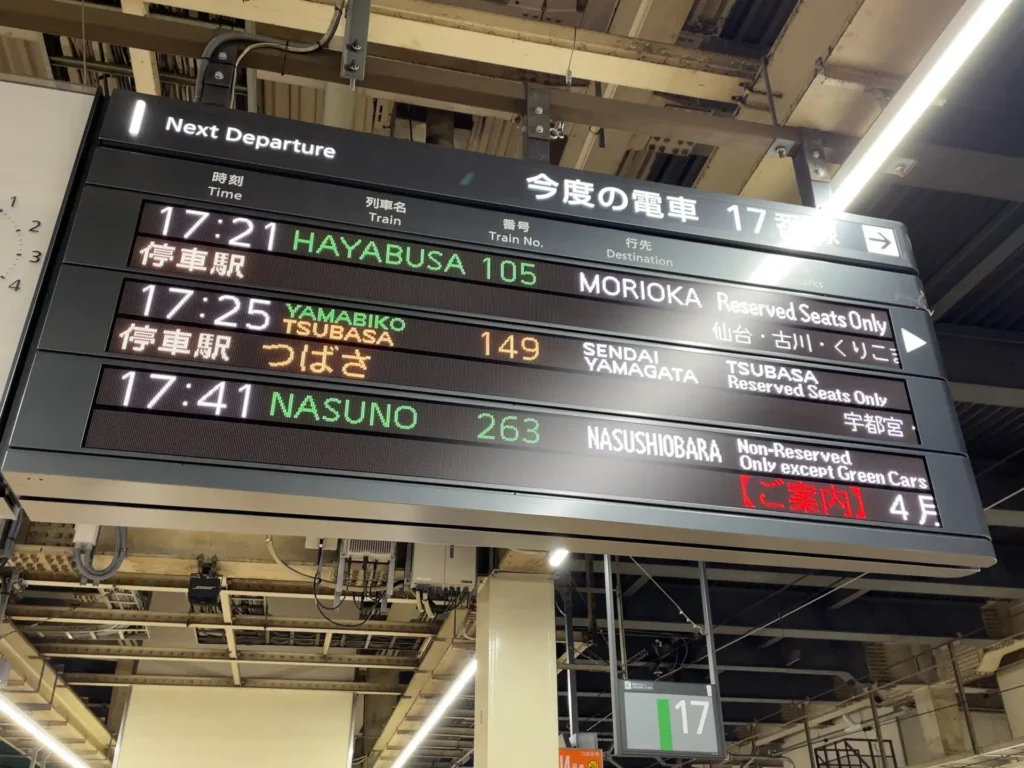 Next Departure 今度の電車 17
時刻 列車名 番号 行先
Time Train Train No. Destination
17:21 HAYABUSA 105 MORIOKA Reserved Seats Only
停車駅 仙台・古川・くりこ
17:25 YAMABIKO TSUBASA 149 SENDAI YAMAGATA TSUBASA Reserved Seats Only
停車駅 つばさ 宇都宮・
17:41 NASUNO 263 NASUSHIOBARA Non-Reserved Only except Green Cars
【ご案内】 4月
1
2
3
4
17